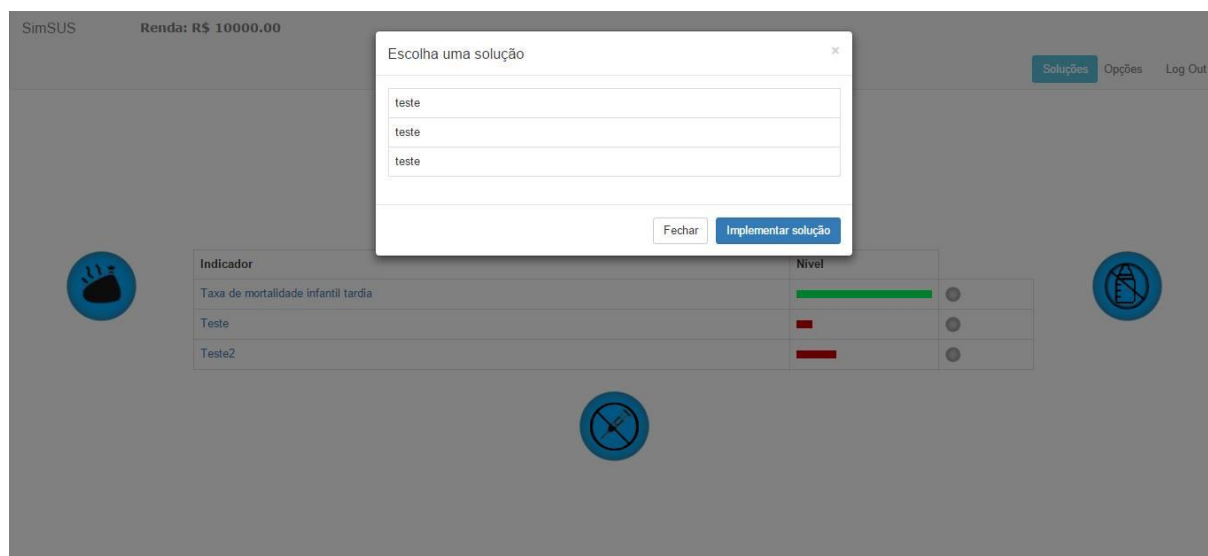 SimSUS
Renda: R$ 10000.00
Soluções
Opções
Log Out
Escolha uma solução
×
teste
teste
teste
Fechar
Implementar solução
Indicador
Nível
Taxa de mortalidade infantil tardia
Teste
Teste2